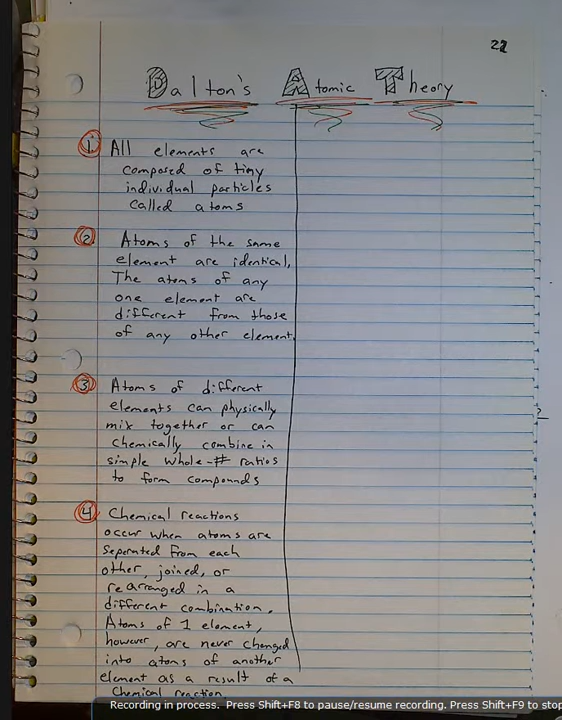 22
Dalton's Atomic Theory
1. All elements are
composed of tiny
individual particles
called atoms
2. Atoms of the same
element are identical.
The atoms of any
one element are
different from those
of any other element.
3 Atoms of different
elements can physically
mix together or can
chemically combine in
simple whole-# ratios
to form compounds
4 Chemical reactions
occur when atoms are
seperated from each
other, joined, or
rearranged in a
different combination.
Atoms of 1 element,
however, are never changed
into atoms of another
element as a result of a
Chemical reaction.
Recording in process. Press Shift+F8 to pause/resume recording. Press Shift+F9 to stop